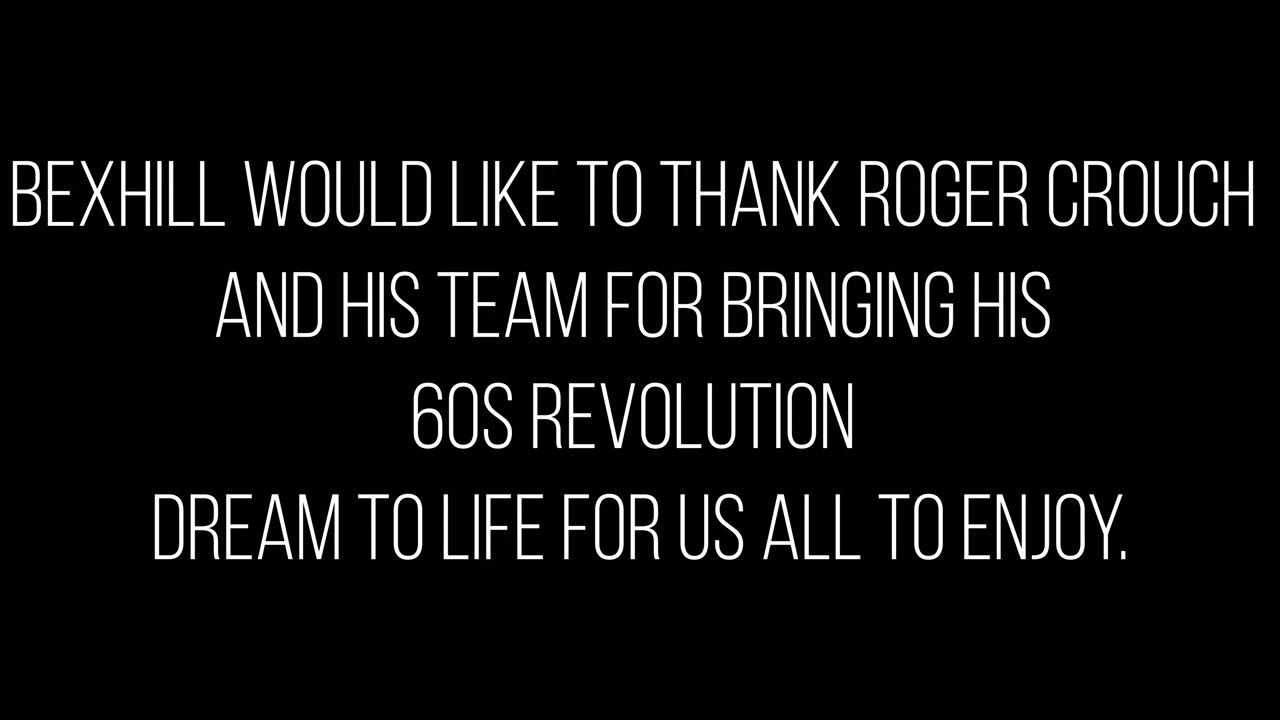 BEXHILL WOULD LIKE TO THANK ROGER CROUCH
AND HIS TEAM FOR BRINGING HIS
60S REVOLUTION
DREAM TO LIFE FOR US ALL TO ENJOY.